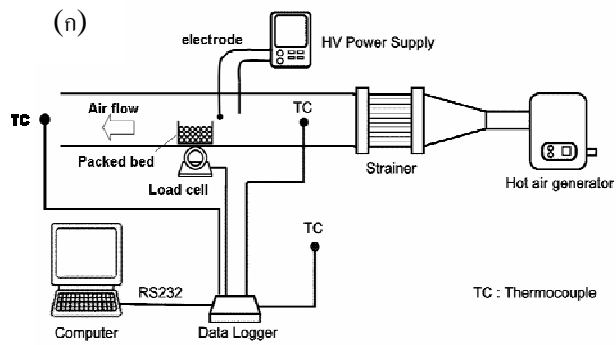 (ก)
electrode
HV Power Supply
TC
Air flow
TC
Packed bed
Strainer
Load cell
Hot air generator
TC
RS232
TC : Thermocouple
Computer
Data Logger